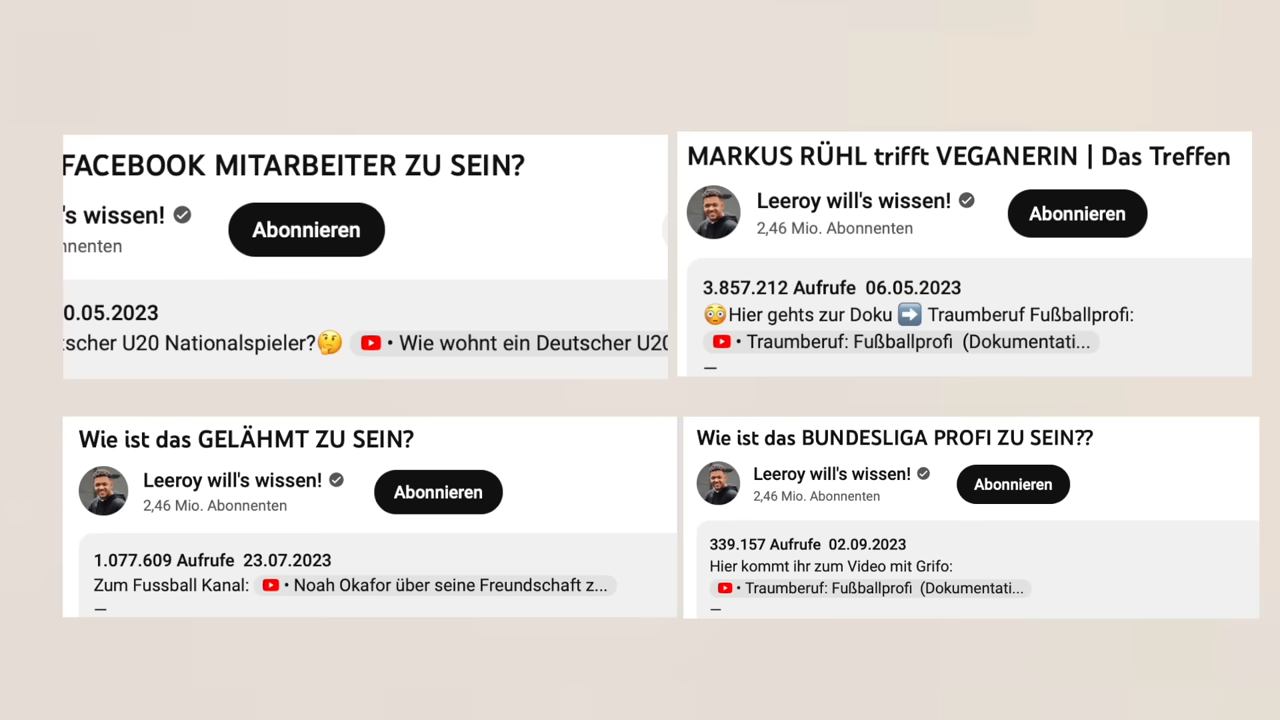 FACEBOOK MITARBEITER ZU SEIN?
's wissen!
Abonnieren
nnenten
0.05.2023
tscher U20 Nationalspieler?🤔 • Wie wohnt ein Deutscher U20
MARKUS RÜHL trifft VEGANERIN | Das Treffen
Leeroy will's wissen!
2,46 Mio. Abonnenten
Abonnieren
3.857.212 Aufrufe 06.05.2023
😳Hier gehts zur Doku ➡️ Traumberuf Fußballprofi:
• Traumberuf: Fußballprofi (Dokumentati...
—
Wie ist das GELÄHMT ZU SEIN?
Leeroy will's wissen!
2,46 Mio. Abonnenten
Abonnieren
1.077.609 Aufrufe 23.07.2023
Zum Fussball Kanal: • Noah Okafor über seine Freundschaft z...
—
Wie ist das BUNDESLIGA PROFI ZU SEIN??
Leeroy will's wissen!
2,46 Mio. Abonnenten
Abonnieren
339.157 Aufrufe 02.09.2023
Hier kommt ihr zum Video mit Grifo:
• Traumberuf: Fußballprofi (Dokumentati...
—